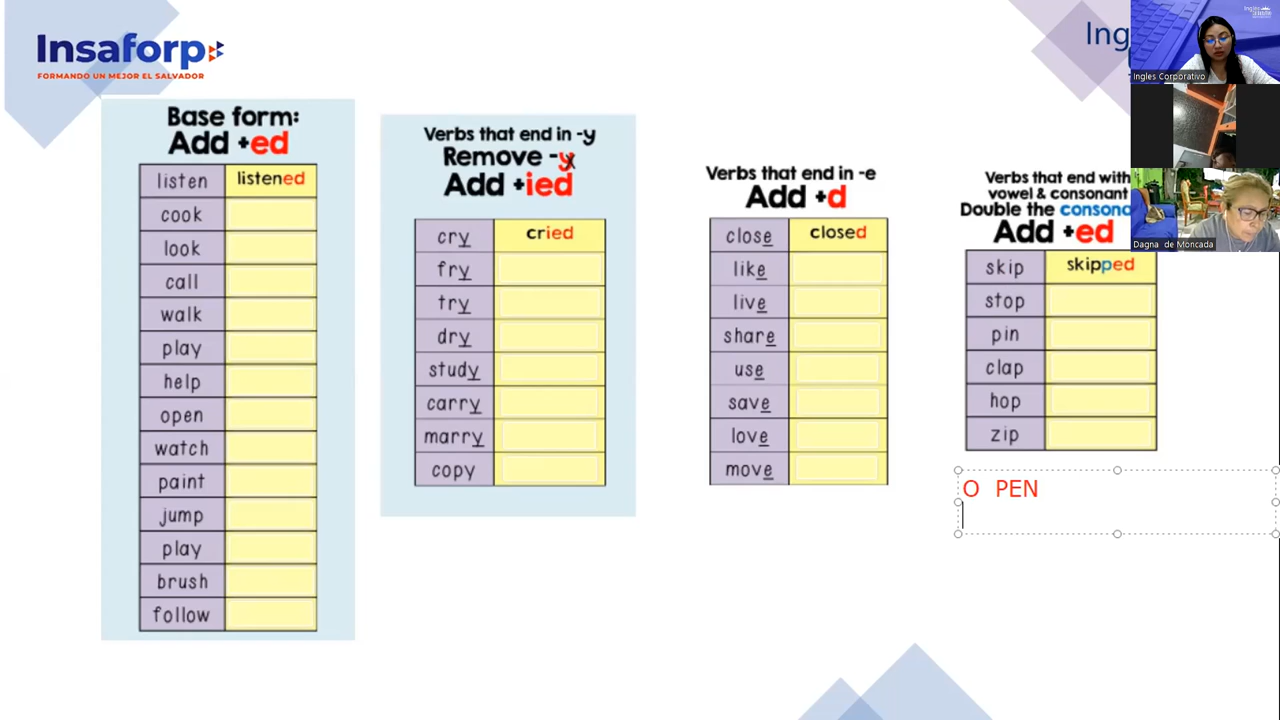 Insaforp
FORMANDO UN MEJOR EL SALVADOR
Ing
Ingles Corporativo
Dagna de Moncada
Base form:
Add +ed
listen listened
cook
look
call
walk
play
help
open
watch
paint
jump
play
brush
follow
Verbs that end in -y
Remove -y
Add +ied
cry cried
fry
try
dry
study
carry
marry
copy
Verbs that end in -e
Add +d
close closed
like
live
share
use
save
love
move
Verbs that end with
vowel & consonant
Double the consona
Add +ed
skip skipped
stop
pin
clap
hop
zip
O PEN